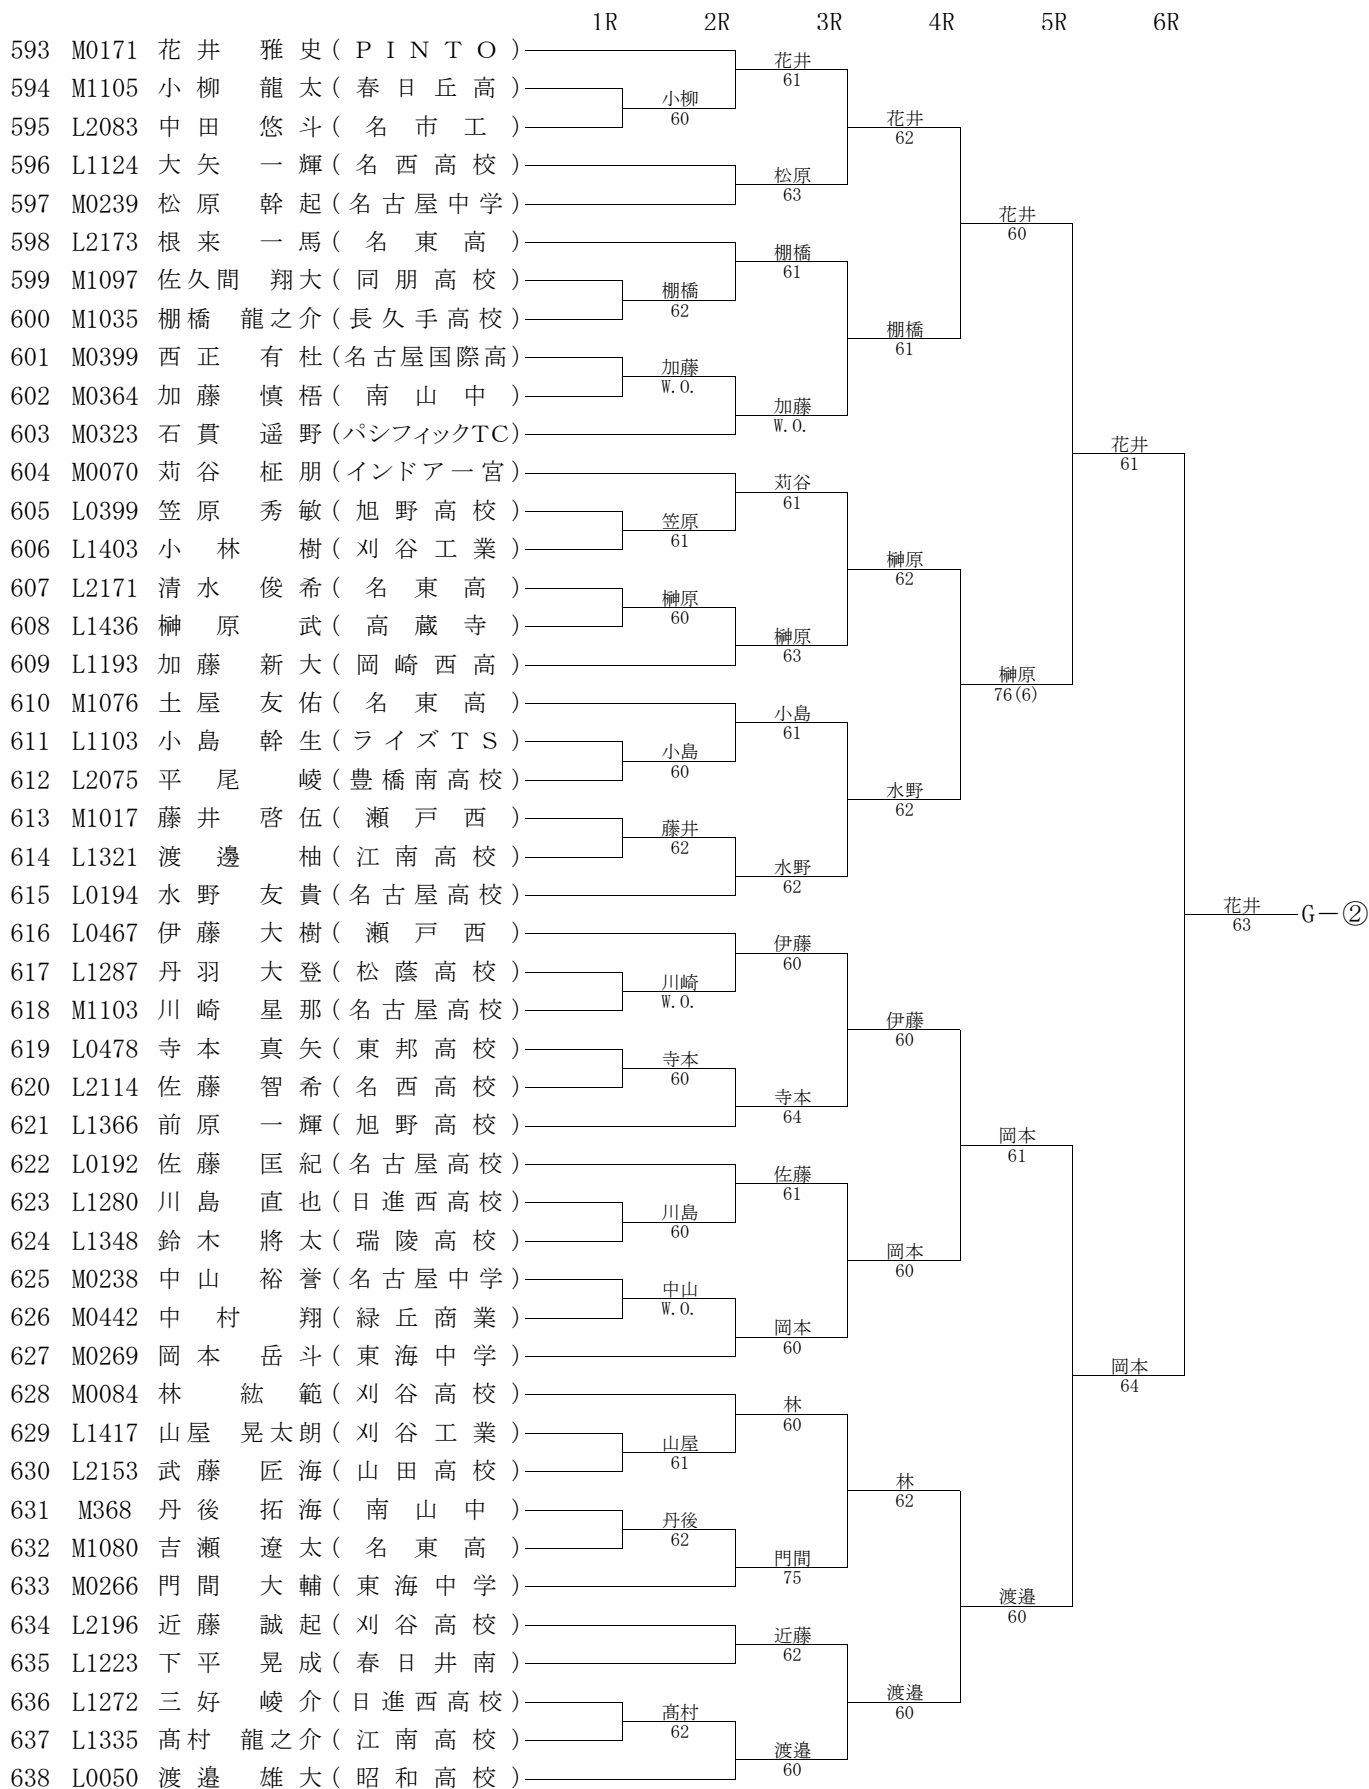 1R 2R 3R 4R 5R 6R
593 M0171 花井 雅史(PINTO)
花井
61
594 M1105 小柳 龍太(春日丘高)
小柳
60
花井
62
595 L2083 中田 悠斗(名市工)
596 L1124 大矢 一輝(名西高校)
松原
63
597 M0239 松原 幹起(名古屋中学)
花井
60
598 L2173 根来 一馬(名東高)
棚橋
61
599 M1097 佐久間 翔大(同朋高校)
棚橋
62
600 M1035 棚橋 龍之介(長久手高校)
棚橋
61
601 M0399 西正 有杜(名古屋国際高)
加藤
W.O.
602 M0364 加藤 慎梧(南山中)
加藤
W.O.
603 M0323 石貫 遥野(パシフィックTC)
花井
61
604 M0070 苅谷 柾朋(インドア一宮)
苅谷
61
605 L0399 笠原 秀敏(旭野高校)
笠原
61
606 L1403 小林 樹(刈谷工業)
榊原
62
607 L2171 清水 俊希(名東高)
榊原
60
608 L1436 榊原 武(高蔵寺)
榊原
63
609 L1193 加藤 新大(岡崎西高)
榊原
76(6)
610 M1076 土屋 友佑(名東高)
小島
61
611 L1103 小島 幹生(ライズTS)
小島
60
612 L2075 平尾 崚(豊橋南高校)
水野
62
613 M1017 藤井 啓伍(瀬戸西)
藤井
62
614 L1321 渡邊 柚(江南高校)
水野
62
615 L0194 水野 友貴(名古屋高校)
花井
63
G-②
616 L0467 伊藤 大樹(瀬戸西)
伊藤
60
617 L1287 丹羽 大登(松蔭高校)
川崎
W.O.
618 M1103 川崎 星那(名古屋高校)
伊藤
60
619 L0478 寺本 真矢(東邦高校)
寺本
60
620 L2114 佐藤 智希(名西高校)
寺本
64
621 L1366 前原 一輝(旭野高校)
岡本
61
622 L0192 佐藤 匡紀(名古屋高校)
佐藤
61
623 L1280 川島 直也(日進西高校)
川島
60
624 L1348 鈴木 將太(瑞陵高校)
岡本
60
625 M0238 中山 裕誉(名古屋中学)
中山
W.O.
626 M0442 中村 翔(緑丘商業)
岡本
60
627 M0269 岡本 岳斗(東海中学)
岡本
64
628 M0084 林 紘範(刈谷高校)
林
60
629 L1417 山屋 晃太朗(刈谷工業)
山屋
61
630 L2153 武藤 匠海(山田高校)
林
62
631 M368 丹後 拓海(南山中)
丹後
62
632 M1080 吉瀬 遼太(名東高)
門間
75
633 M0266 門間 大輔(東海中学)
渡邉
60
634 L2196 近藤 誠起(刈谷高校)
近藤
62
635 L1223 下平 晃成(春日井南)
636 L1272 三好 崚介(日進西高校)
渡邉
60
髙村
62
637 L1335 髙村 龍之介(江南高校)
渡邉
60
638 L0050 渡邉 雄大(昭和高校)